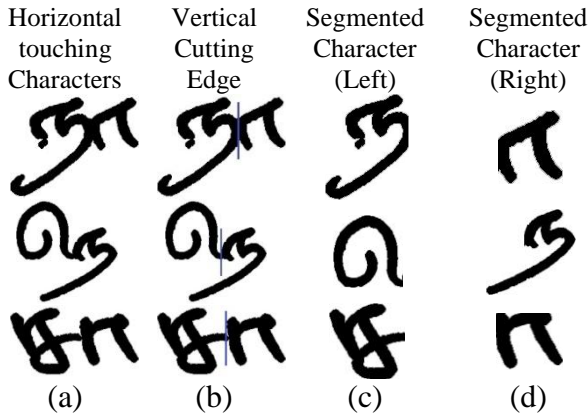 Horizontal
touching
Characters
Vertical
Cutting
Edge
Segmented
Character
(Left)
Segmented
Character
(Right)
நா நா ந ா
நெ நெ ெ ந
ா
(a) (b) (c) (d)